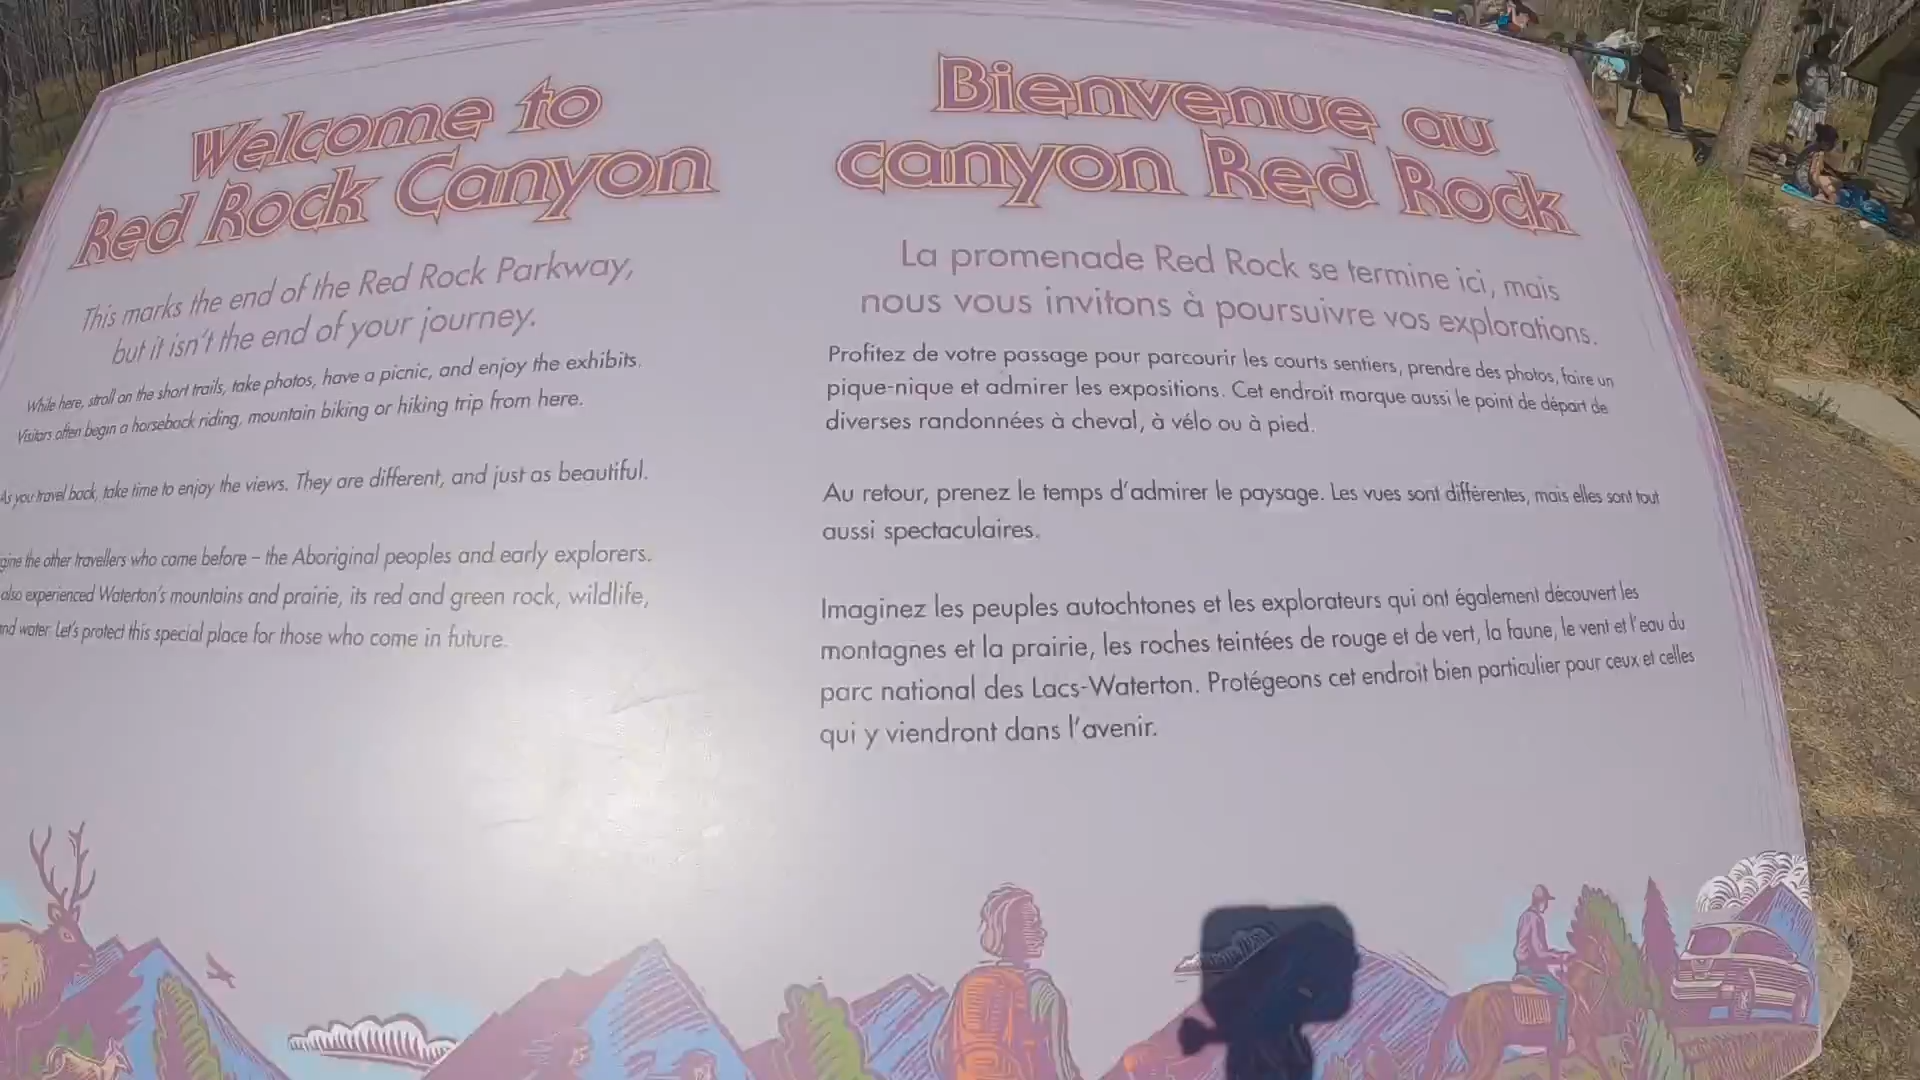 Welcome to
Red Rock Canyon
This marks the end of the Red Rock Parkway,
but it isn't the end of your journey.
While here, stroll on the short trails, take photos, have a picnic, and enjoy the exhibits.
Visitors often begin a horseback riding, mountain biking or hiking trip from here.
As you travel back, take time to enjoy the views. They are different, and just as beautiful.
the other travellers who came before – the Aboriginal peoples and early explorers.
also experienced Waterton's mountains and prairie, its red and green rock, wildlife,
water. Let's protect this special place for those who come in future.
Bienvenue au
canyon Red Rock
La promenade Red Rock se termine ici, mais
nous vous invitons à poursuivre vos explorations.
Profitez de votre passage pour parcourir les courts sentiers, prendre des photos, faire un
pique-nique et admirer les expositions. Cet endroit marque aussi le point de départ de
diverses randonnées à cheval, à vélo ou à pied.
Au retour, prenez le temps d'admirer le paysage. Les vues sont différentes, mais elles sont tout
aussi spectaculaires.
Imaginez les peuples autochtones et les explorateurs qui ont également découvert les
montagnes et la prairie, les roches teintées de rouge et de vert, la faune, le vent et l'eau du
parc national des Lacs-Waterton. Protégeons cet endroit bien particulier pour ceux et celles
qui y viendront dans l'avenir.